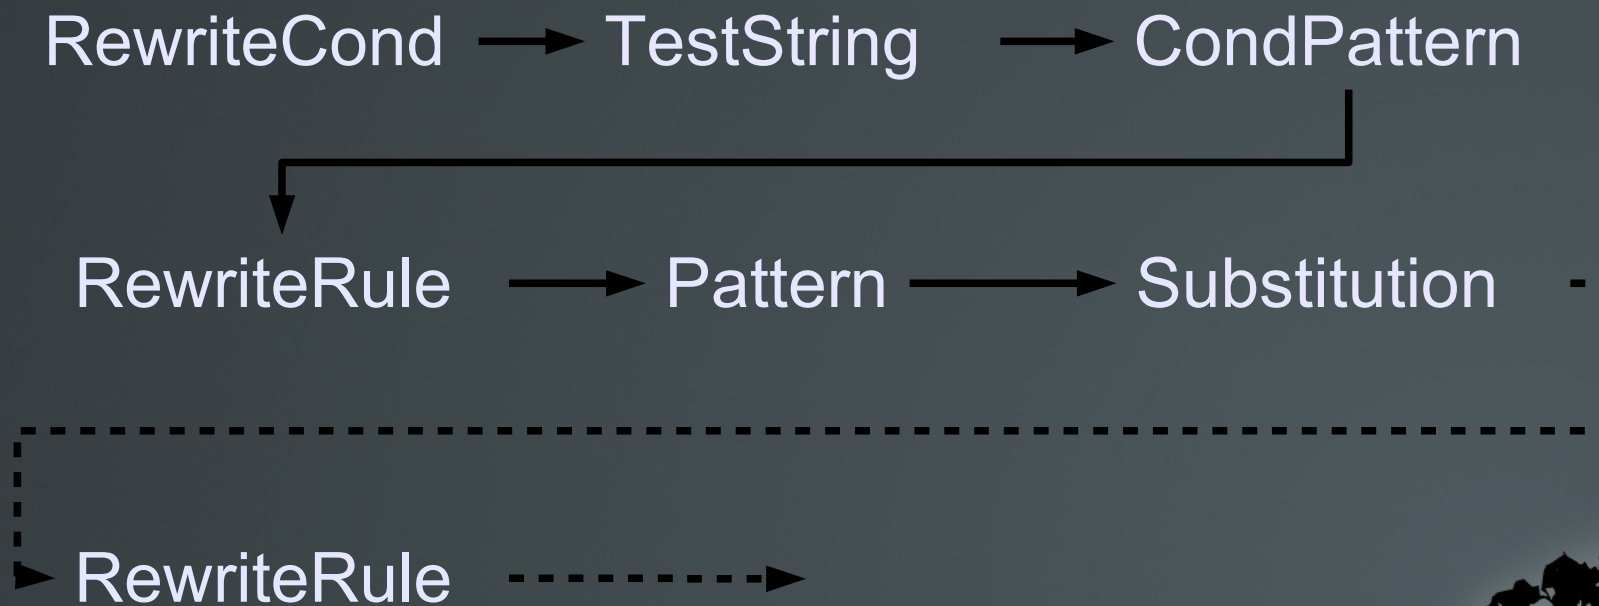 RewriteCond TestString CondPattern
RewriteRule Pattern Substitution
RewriteRule